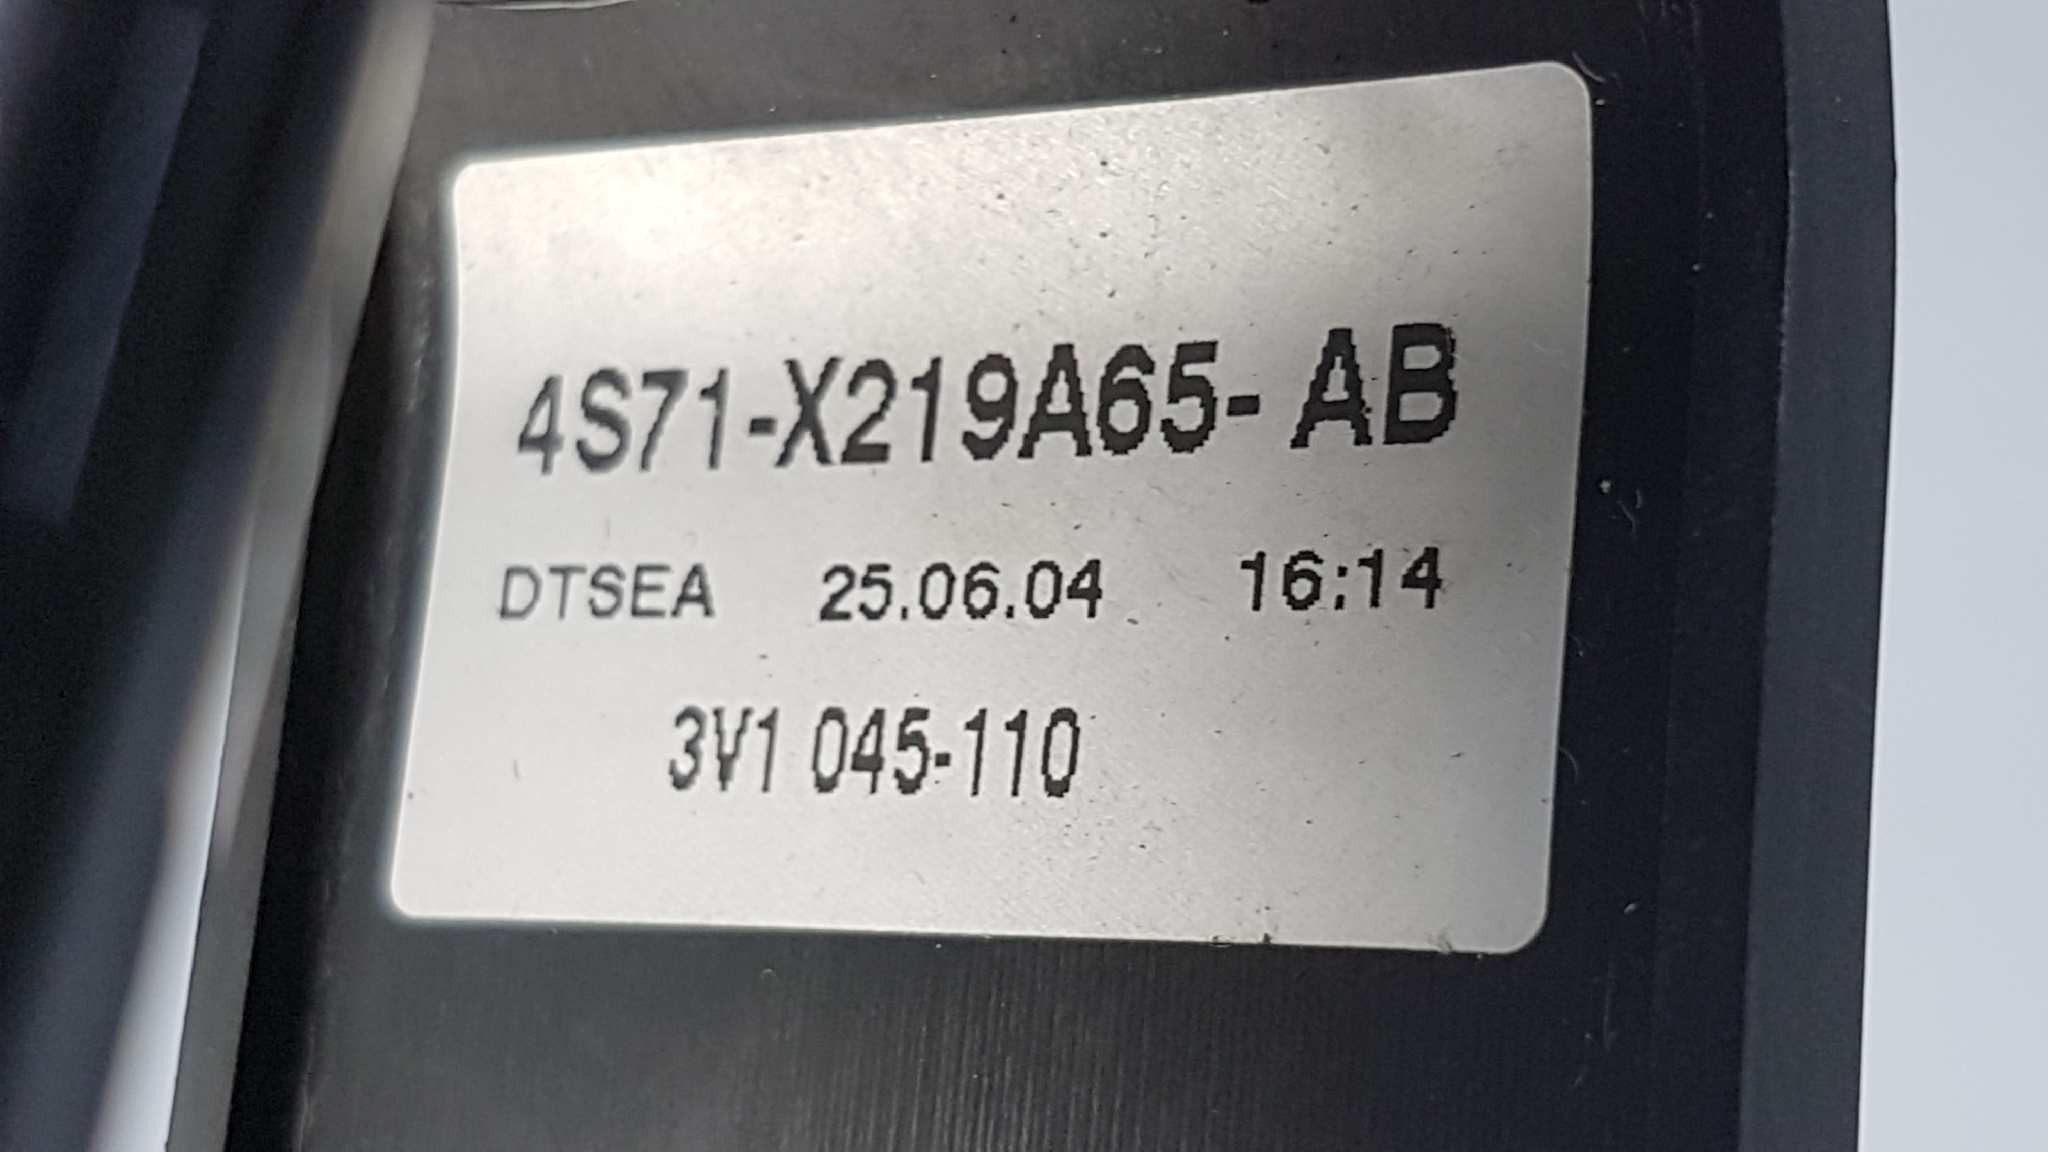 4S71-X219A65- AB
DTSEA 25.06.04 16:14
3V1 045-110